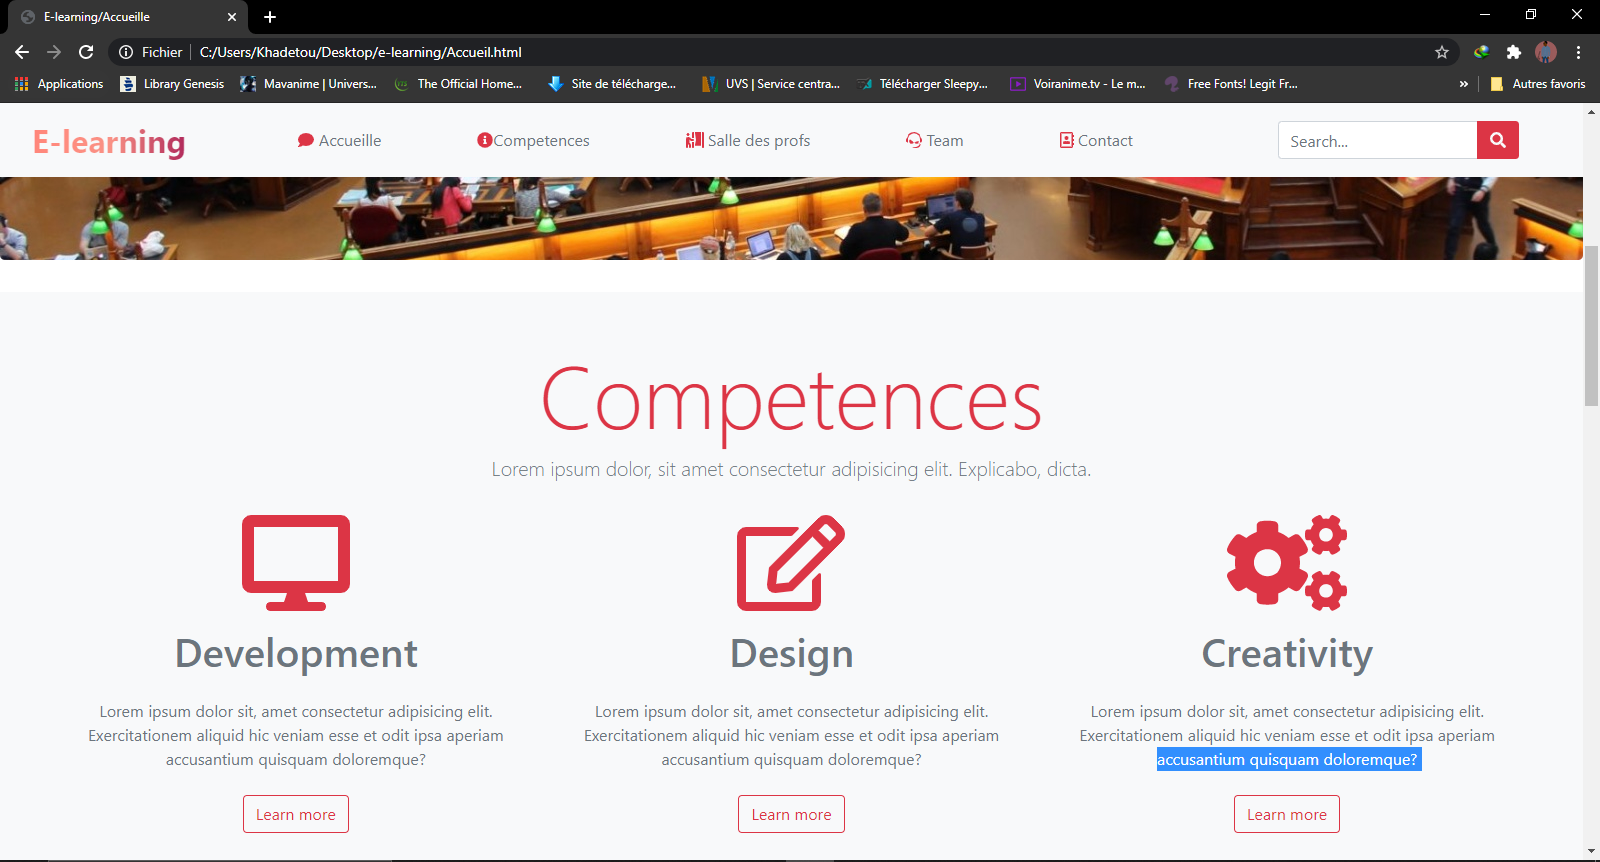 E-learning/Accueille
Fichier C:/Users/Khadetou/Desktop/e-learning/Accueil.html
Applications Library Genesis Mavanime | Univers... The Official Home... Site de télécharge... UVS | Service centra... Télécharger Sleepy... Voiranime.tv - Le m... Free Fonts! Legit Fr... » Autres favoris
E-learning Accueille Competences Salle des profs Team Contact Search...
Competences
Lorem ipsum dolor, sit amet consectetur adipisicing elit. Explicabo, dicta.
Development
Lorem ipsum dolor sit, amet consectetur adipisicing elit.
Exercitationem aliquid hic veniam esse et odit ipsa aperiam
accusantium quisquam doloremque?
Learn more
Design
Lorem ipsum dolor sit, amet consectetur adipisicing elit.
Exercitationem aliquid hic veniam esse et odit ipsa aperiam
accusantium quisquam doloremque?
Learn more
Creativity
Lorem ipsum dolor sit, amet consectetur adipisicing elit.
Exercitationem aliquid hic veniam esse et odit ipsa aperiam
accusantium quisquam doloremque?
Learn more